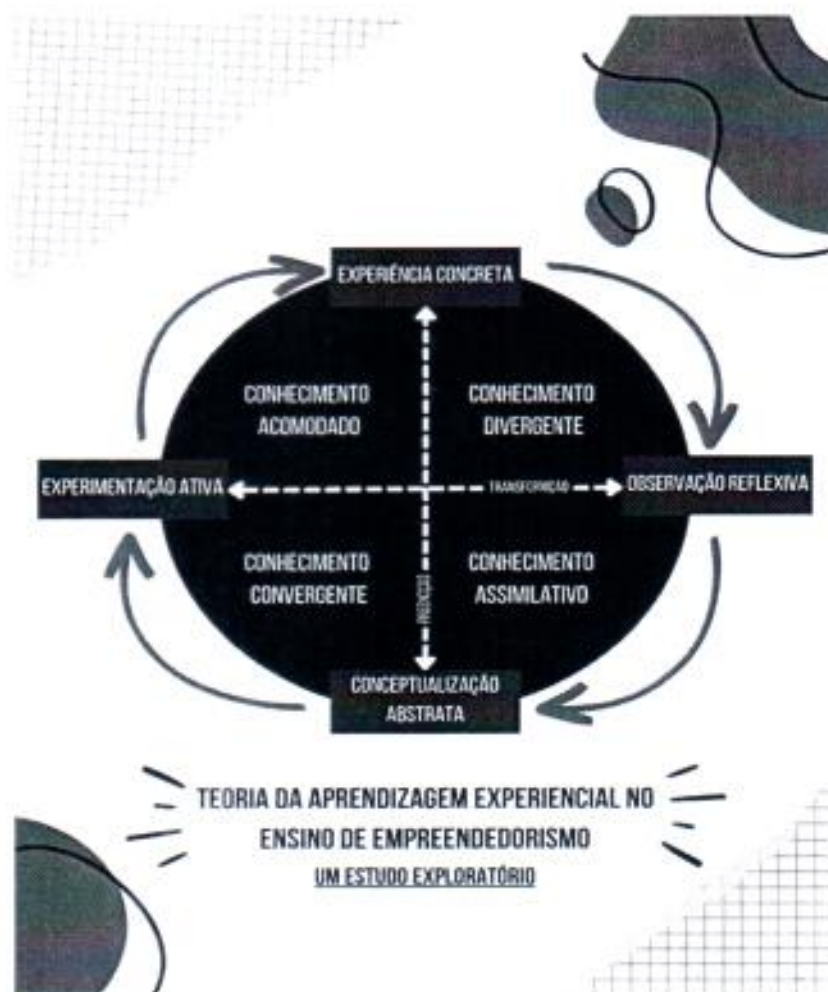 EXPERIÊNCIA CONCRETA
CONHECIMENTO
ACOMODADO
CONHECIMENTO
DIVERGENTE
EXPERIMENTAÇÃO ATIVA
TRANSFORMÇÃO
OBSERVAÇÃO REFLEXIVA
CONHECIMENTO
CONVERGENTE
CONHECIMENTO
ASSIMILATIVO
CONCEPTUALIZAÇÃO
ABSTRATA
TEORIA DA APRENDIZAGEM EXPERIENCIAL NO
ENSINO DE EMPREENDEDORISMO
UM ESTUDO EXPLORATÓRIO